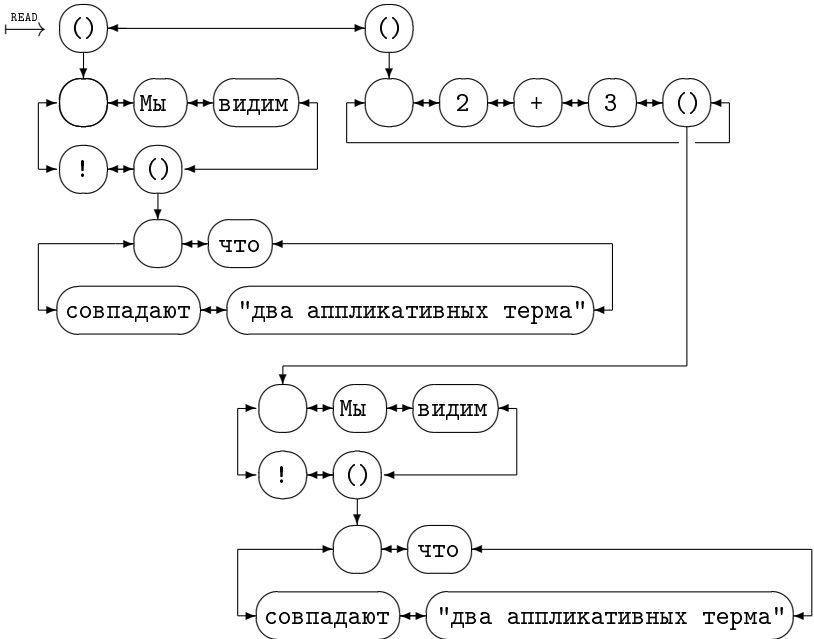 READ () ()
Мы видим 2 + 3 ()
! ()
что
совпадают "два аппликативных терма"
Мы видим
! ()
что
совпадают "два аппликативных терма"